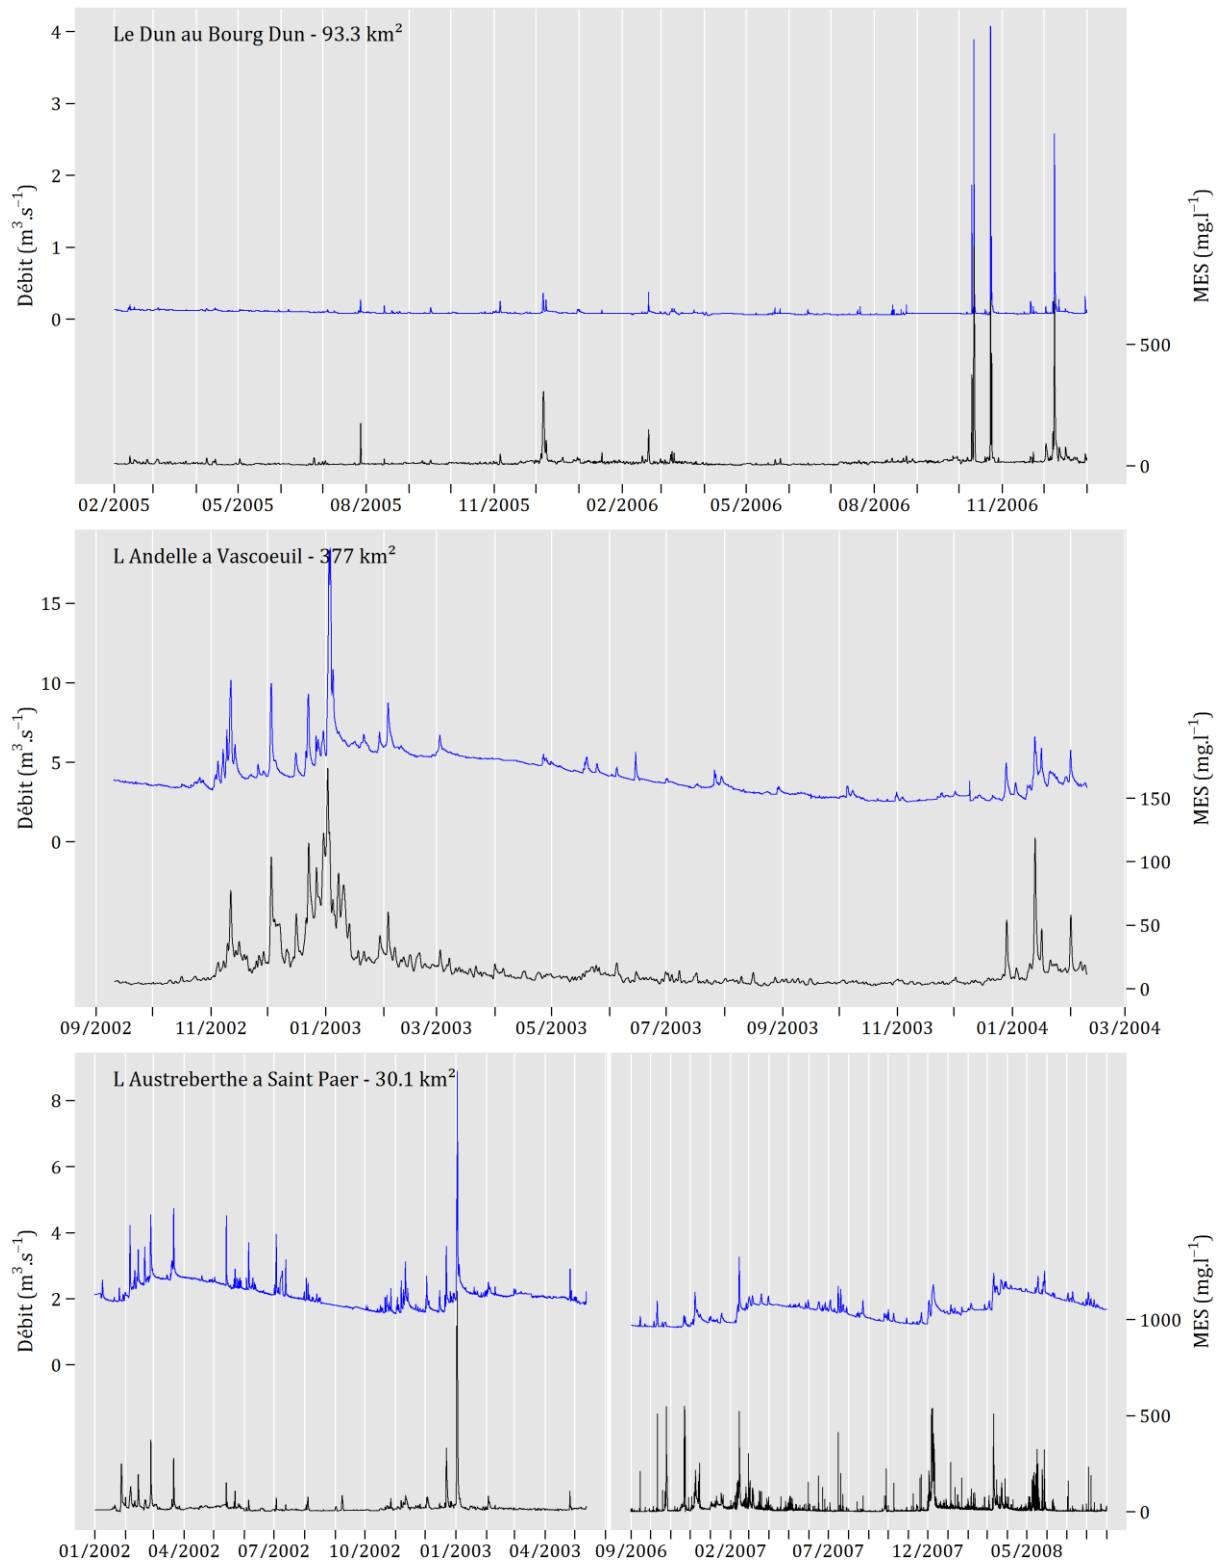 Le Dun au Bourg Dun - 93.3 km²
4
3
2
1
0
Débit (m³.s⁻¹)
MES (mg.l⁻¹)
500
0
02/2005 05/2005 08/2005 11/2005 02/2006 05/2006 08/2006 11/2006
L Andelle a Vascoeuil - 377 km²
15
10
5
0
Débit (m³.s⁻¹)
MES (mg.l⁻¹)
150
100
50
0
09/2002 11/2002 01/2003 03/2003 05/2003 07/2003 09/2003 11/2003 01/2004 03/2004
L Austreberthe a Saint Paer - 30.1 km²
8
6
4
2
0
Débit (m³.s⁻¹)
MES (mg.l⁻¹)
1000
500
0
01/2002 04/2002 07/2002 10/2002 01/2003 04/2003 09/2006 02/2007 07/2007 12/2007 05/2008